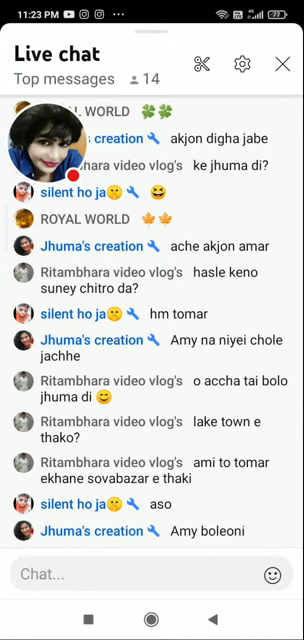 11:23 PM
4G
77
Live chat
Top messages 14
L WORLD 🍀🍀
s creation akjon digha jabe
hara video vlog's ke jhuma di?
silent ho ja🤫 😆
ROYAL WORLD 🍁🍁
Jhuma's creation ache akjon amar
Ritambhara video vlog's hasle keno
suney chitro da?
silent ho ja🤫 hm tomar
Jhuma's creation Amy na niyei chole
jachhe
Ritambhara video vlog's o accha tai bolo
jhuma di 😊
Ritambhara video vlog's lake town e
thako?
Ritambhara video vlog's ami to tomar
ekhane sovabazar e thaki
silent ho ja🤫 aso
Jhuma's creation Amy boleoni
Chat...